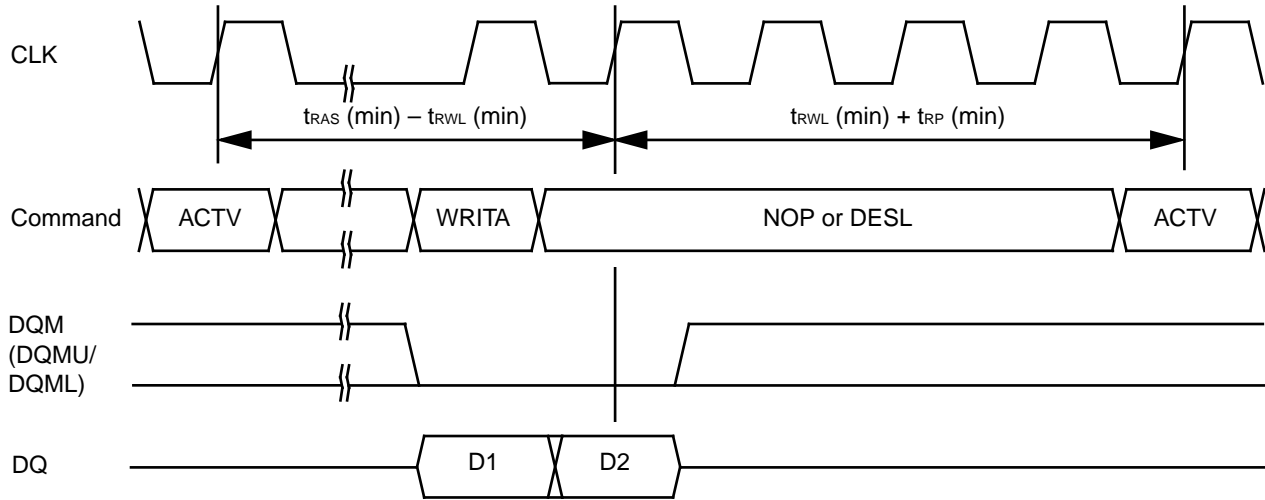 CLK
tRAS (min) – tRWL (min)
tRWL (min) + tRP (min)
Command
ACTV
WRITA
NOP or DESL
ACTV
DQM
(DQMU/
DQML)
DQ
D1
D2